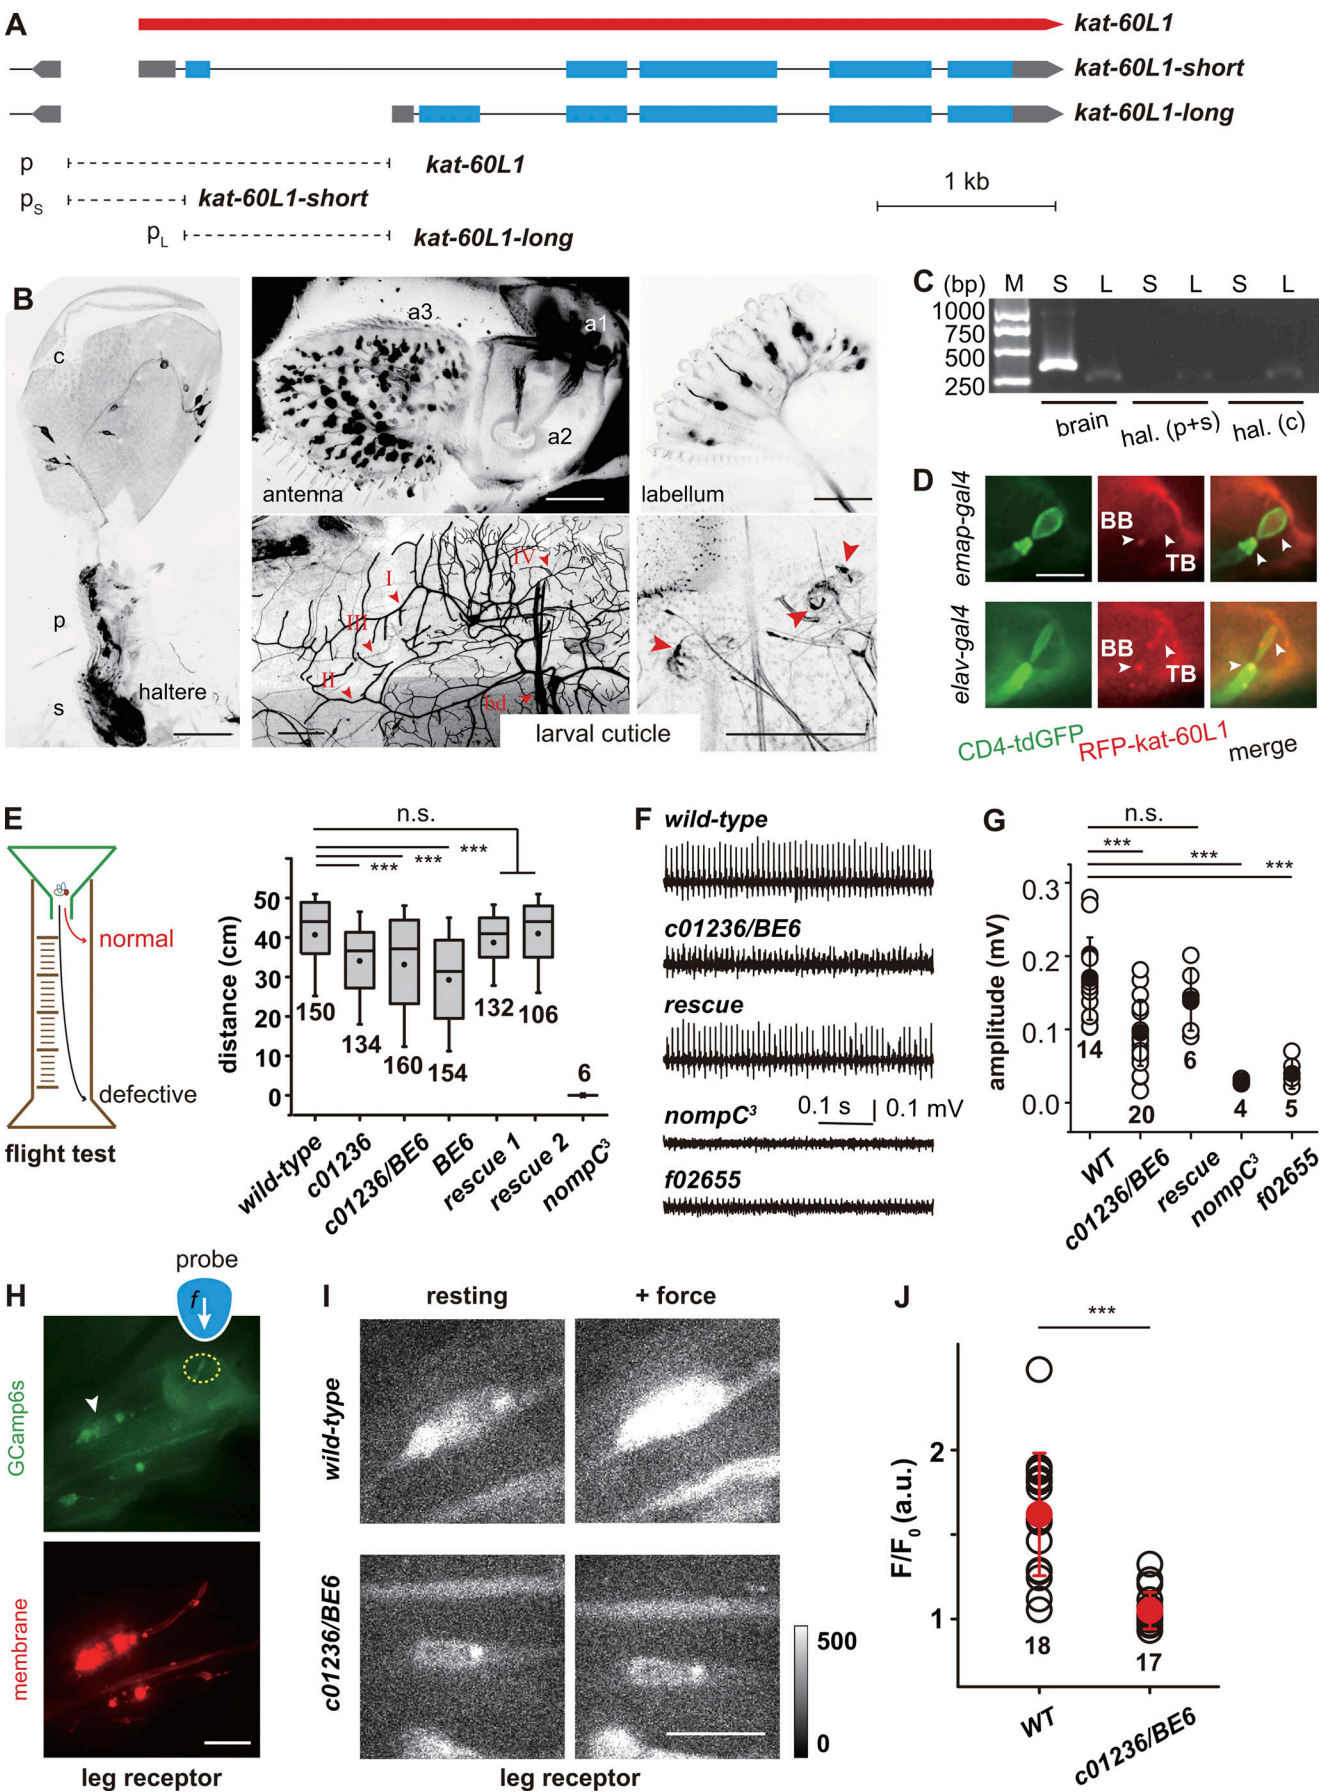 A
kat-60L1
kat-60L1-short
kat-60L1-long
p
kat-60L1
pS
kat-60L1-short
1 kb
pL
kat-60L1-long
B
c
p
s
haltere
a3
a1
a2
antenna
labellum
I
II
III
IV
bd
larval cuticle
C
(bp)
M S L S L S L
1000
750
500
250
brain
hal. (p+s)
hal. (c)
D
emap-gal4
BB
TB
elav-gal4
BB
TB
CD4-tdGFP
RFP-kat-60L1
merge
E
normal
defective
flight test
n.s.
***
***
***
distance (cm)
50
40
30
20
10
0
150
134
160
154
132
106
6
wild-type
c01236
c01236/BE6
BE6
rescue 1
rescue 2
nompC³
F
wild-type
c01236/BE6
rescue
nompC³
0.1 s
0.1 mV
f02655
G
n.s.
***
***
***
amplitude (mV)
0.3
0.2
0.1
0.0
14
20
6
4
5
WT
c01236/BE6
rescue
nompC³
f02655
H
probe
f
GCamp6s
membrane
leg receptor
I
resting
+ force
wild-type
c01236/BE6
500
0
leg receptor
J
***
F/F0 (a.u.)
2
1
18
17
WT
c01236/BE6